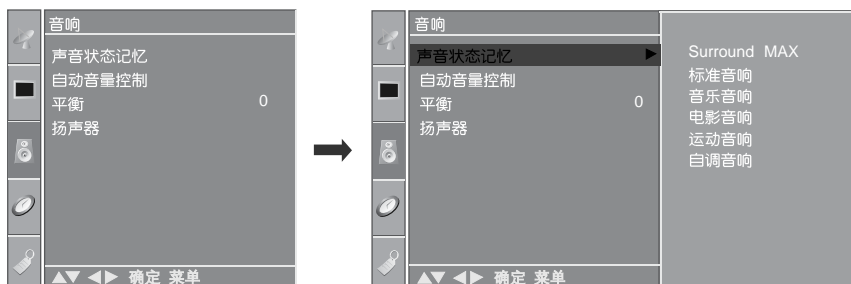 音响
声音状态记忆
自动音量控制
平衡 0
扬声器
▲▼ ◀▶ 确定 菜单
音响
声音状态记忆 ▶
自动音量控制
平衡 0
扬声器
▲▼ ◀▶ 确定 菜单
Surround MAX
标准音响
音乐音响
电影音响
运动音响
自调音响